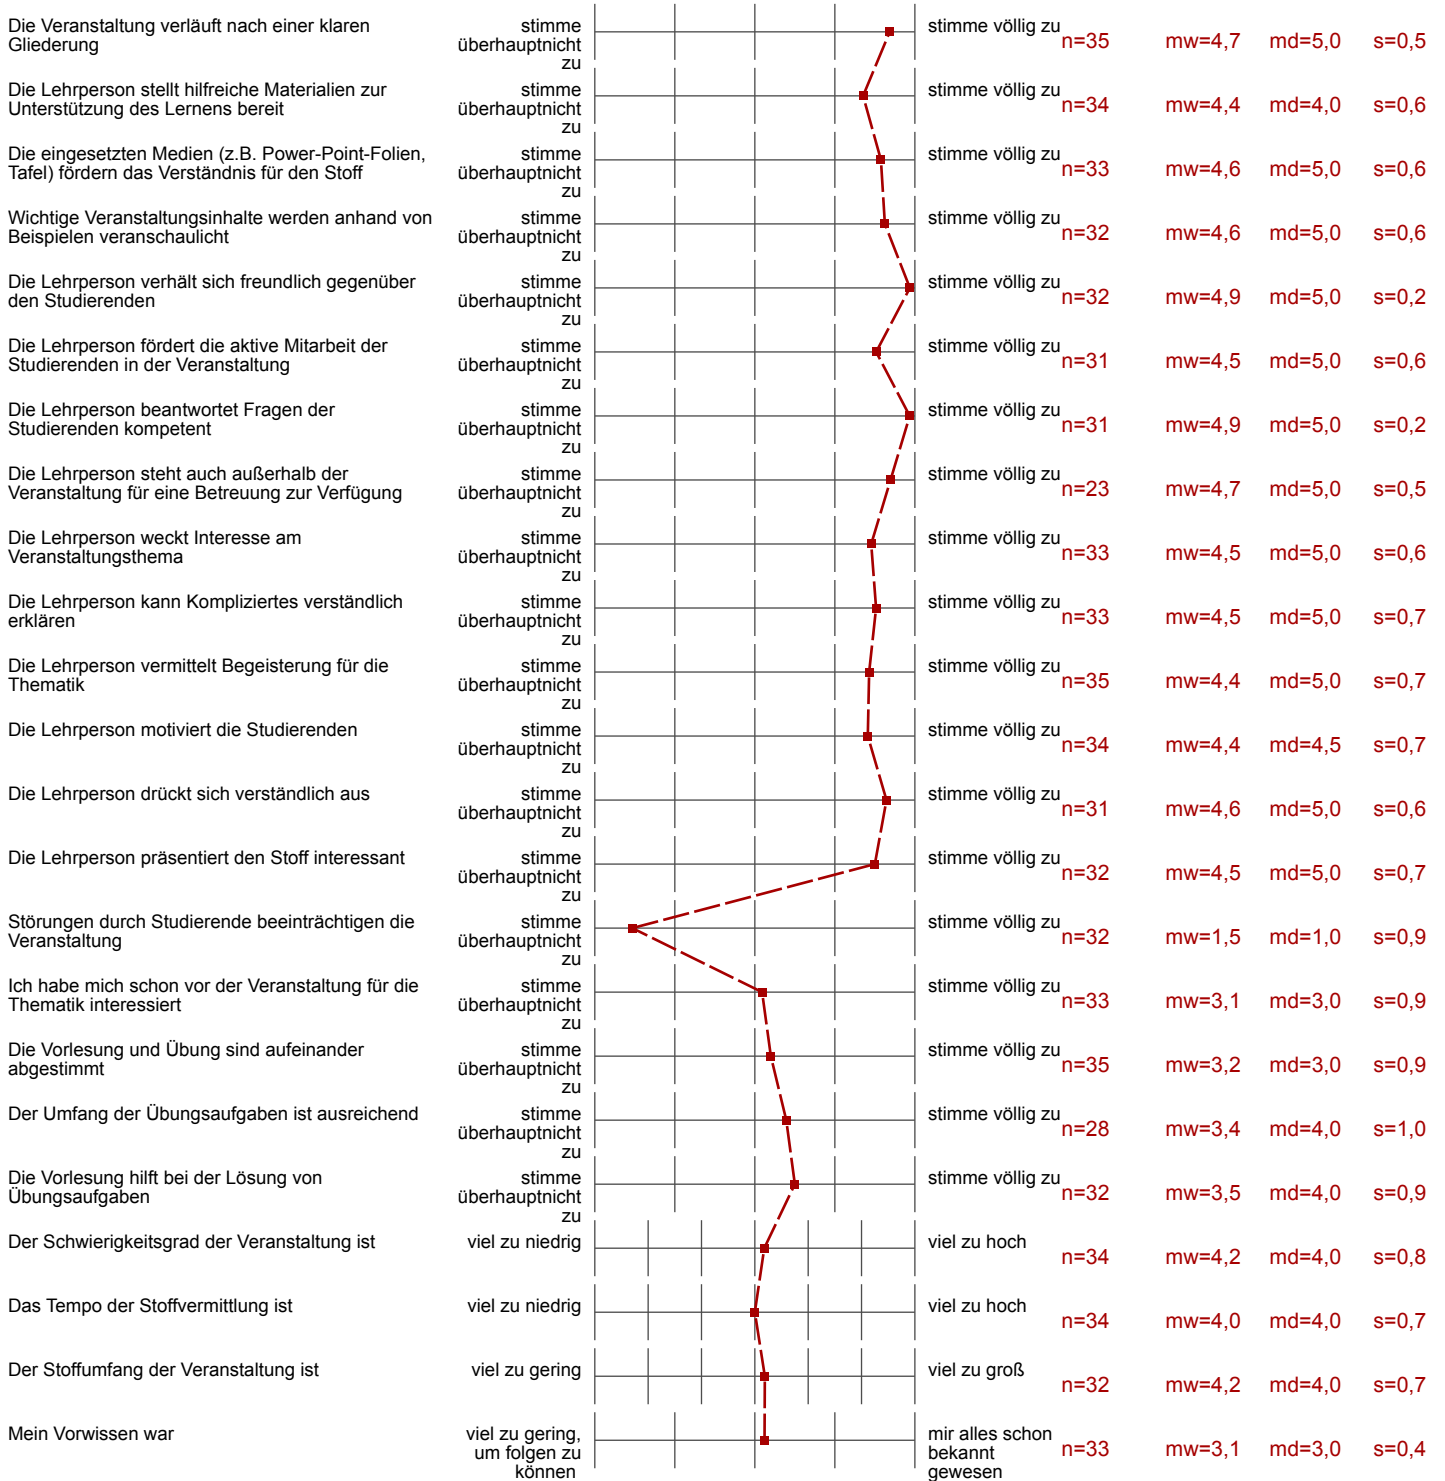 Die Veranstaltung verläuft nach einer klaren
Gliederung
stimme
überhauptnicht
zu
stimme völlig zu
n=35 mw=4,7 md=5,0 s=0,5
Die Lehrperson stellt hilfreiche Materialien zur
Unterstützung des Lernens bereit
stimme
überhauptnicht
zu
stimme völlig zu
n=34 mw=4,4 md=4,0 s=0,6
Die eingesetzten Medien (z.B. Power-Point-Folien,
Tafel) fördern das Verständnis für den Stoff
stimme
überhauptnicht
zu
stimme völlig zu
n=33 mw=4,6 md=5,0 s=0,6
Wichtige Veranstaltungsinhalte werden anhand von
Beispielen veranschaulicht
stimme
überhauptnicht
zu
stimme völlig zu
n=32 mw=4,6 md=5,0 s=0,6
Die Lehrperson verhält sich freundlich gegenüber
den Studierenden
stimme
überhauptnicht
zu
stimme völlig zu
n=32 mw=4,9 md=5,0 s=0,2
Die Lehrperson fördert die aktive Mitarbeit der
Studierenden in der Veranstaltung
stimme
überhauptnicht
zu
stimme völlig zu
n=31 mw=4,5 md=5,0 s=0,6
Die Lehrperson beantwortet Fragen der
Studierenden kompetent
stimme
überhauptnicht
zu
stimme völlig zu
n=31 mw=4,9 md=5,0 s=0,2
Die Lehrperson steht auch außerhalb der
Veranstaltung für eine Betreuung zur Verfügung
stimme
überhauptnicht
zu
stimme völlig zu
n=23 mw=4,7 md=5,0 s=0,5
Die Lehrperson weckt Interesse am
Veranstaltungsthema
stimme
überhauptnicht
zu
stimme völlig zu
n=33 mw=4,5 md=5,0 s=0,6
Die Lehrperson kann Kompliziertes verständlich
erklären
stimme
überhauptnicht
zu
stimme völlig zu
n=33 mw=4,5 md=5,0 s=0,7
Die Lehrperson vermittelt Begeisterung für die
Thematik
stimme
überhauptnicht
zu
stimme völlig zu
n=35 mw=4,4 md=5,0 s=0,7
Die Lehrperson motiviert die Studierenden
stimme
überhauptnicht
zu
stimme völlig zu
n=34 mw=4,4 md=4,5 s=0,7
Die Lehrperson drückt sich verständlich aus
stimme
überhauptnicht
zu
stimme völlig zu
n=31 mw=4,6 md=5,0 s=0,6
Die Lehrperson präsentiert den Stoff interessant
stimme
überhauptnicht
zu
stimme völlig zu
n=32 mw=4,5 md=5,0 s=0,7
Störungen durch Studierende beeinträchtigen die
Veranstaltung
stimme
überhauptnicht
zu
stimme völlig zu
n=32 mw=1,5 md=1,0 s=0,9
Ich habe mich schon vor der Veranstaltung für die
Thematik interessiert
stimme
überhauptnicht
zu
stimme völlig zu
n=33 mw=3,1 md=3,0 s=0,9
Die Vorlesung und Übung sind aufeinander
abgestimmt
stimme
überhauptnicht
zu
stimme völlig zu
n=35 mw=3,2 md=3,0 s=0,9
Der Umfang der Übungsaufgaben ist ausreichend
stimme
überhauptnicht
zu
stimme völlig zu
n=28 mw=3,4 md=4,0 s=1,0
Die Vorlesung hilft bei der Lösung von
Übungsaufgaben
stimme
überhauptnicht
zu
stimme völlig zu
n=32 mw=3,5 md=4,0 s=0,9
Der Schwierigkeitsgrad der Veranstaltung ist
viel zu niedrig
viel zu hoch
n=34 mw=4,2 md=4,0 s=0,8
Das Tempo der Stoffvermittlung ist
viel zu niedrig
viel zu hoch
n=34 mw=4,0 md=4,0 s=0,7
Der Stoffumfang der Veranstaltung ist
viel zu gering
viel zu groß
n=32 mw=4,2 md=4,0 s=0,7
Mein Vorwissen war
viel zu gering,
um folgen zu
können
mir alles schon
bekannt
gewesen
n=33 mw=3,1 md=3,0 s=0,4